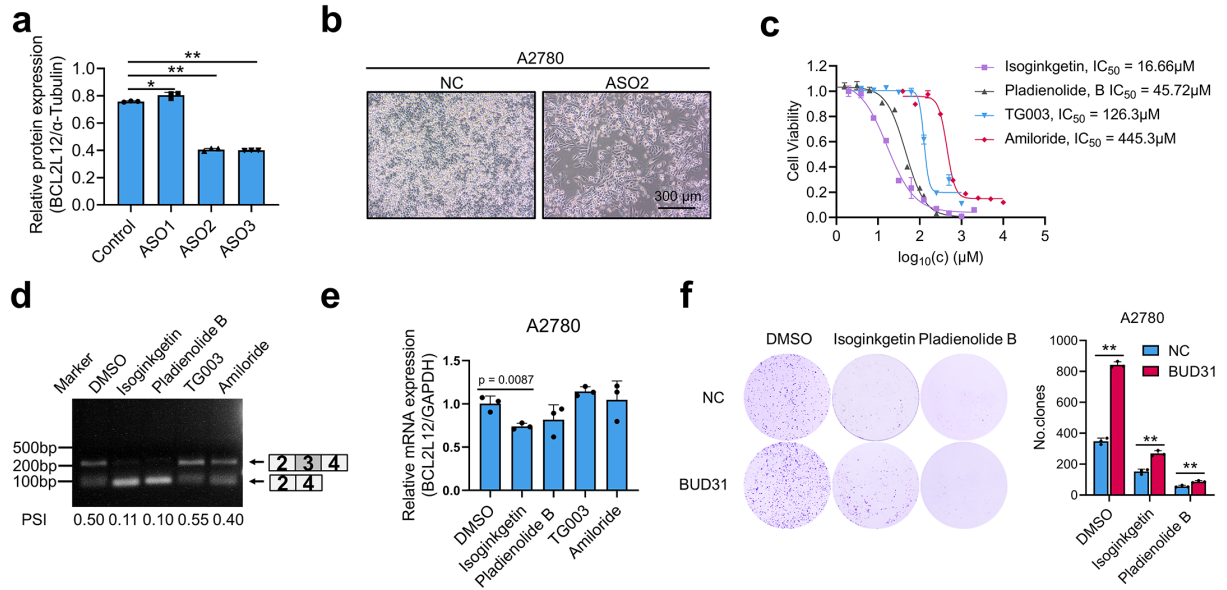 a
Relative protein expression
(BCL2L12/α-Tubulin)
1.0
0.8
0.6
0.4
0.2
0.0
**
**
*
Control
ASO1
ASO2
ASO3
b
A2780
NC
ASO2
300 μm
c
Cell Viability
1.2
1.0
0.8
0.6
0.4
0.2
0.0
0
1
2
3
4
5
log10(c) (μM)
Isoginkgetin, IC50 = 16.66μM
Pladienolide, B IC50 = 45.72μM
TG003, IC50 = 126.3μM
Amiloride, IC50 = 445.3μM
d
Marker
DMSO
Isoginkgetin
Pladienolide B
TG003
Amiloride
500bp
200bp
100bp
2 3 4
2 4
PSI 0.50 0.11 0.10 0.55 0.40
e
A2780
Relative mRNA expression
(BCL2L12/GAPDH)
1.5
1.0
0.5
0.0
p = 0.0087
DMSO
Isoginkgetin
Pladienolide B
TG003
Amiloride
f
DMSO Isoginkgetin Pladienolide B
NC
BUD31
A2780
No.clones
1000
800
600
400
200
0
**
**
**
NC
BUD31
DMSO
Isoginkgetin
Pladienolide B